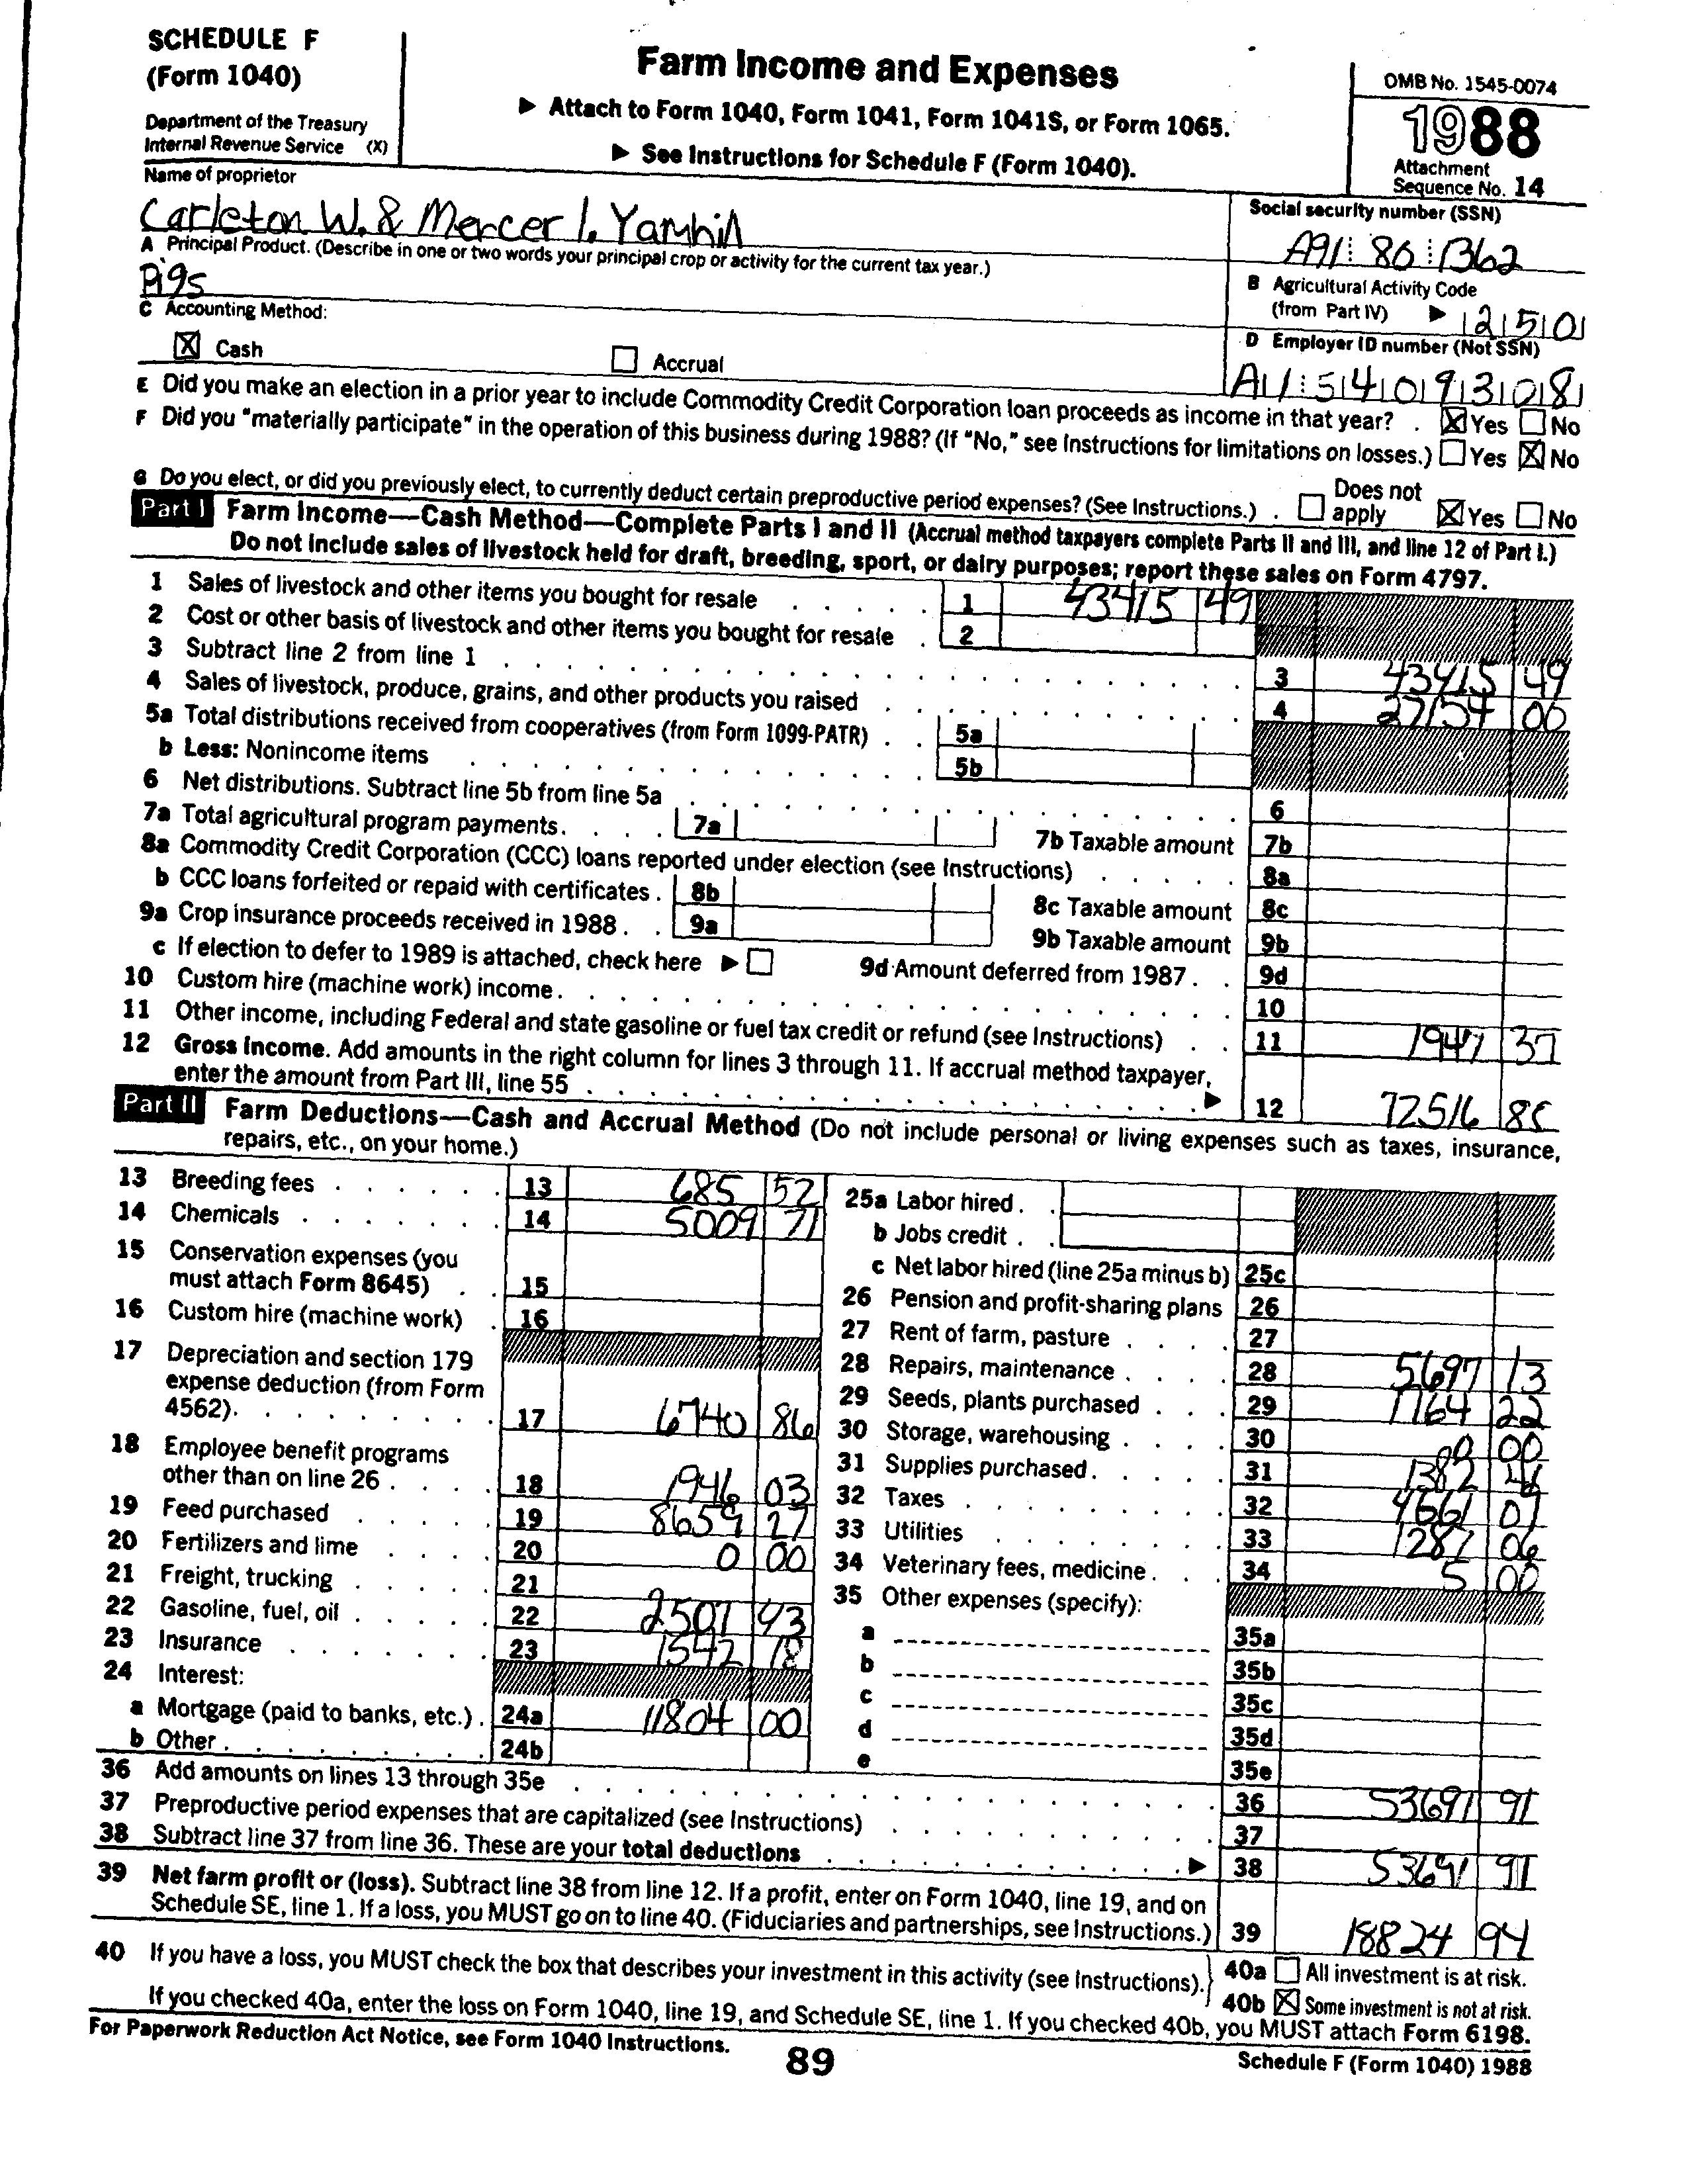 SCHEDULE F
(Form 1040)
Department of the Treasury
Internal Revenue Service (X)
Farm Income and Expenses
▶ Attach to Form 1040, Form 1041, Form 1041S, or Form 1065.
▶ See Instructions for Schedule F (Form 1040).
OMB No. 1545-0074
1988
Attachment
Sequence No. 14
Name of proprietor
Carleton W. & Mercer I. Yamhil
Social security number (SSN)
A91 80 1362
A Principal Product. (Describe in one or two words your principal crop or activity for the current tax year.)
Pigs
B Agricultural Activity Code
(from Part IV) ▶ 2 5 0
C Accounting Method:
☒ Cash ☐ Accrual
D Employer ID number (Not SSN)
A1 5 4 0 9 3 0 8
E Did you make an election in a prior year to include Commodity Credit Corporation loan proceeds as income in that year? . ☒ Yes ☐ No
F Did you "materially participate" in the operation of this business during 1988? (If "No," see Instructions for limitations on losses.) ☐ Yes ☒ No
G Do you elect, or did you previously elect, to currently deduct certain preproductive period expenses? (See Instructions.) . ☐ Does not apply ☒ Yes ☐ No
Part I Farm Income—Cash Method—Complete Parts I and II (Accrual method taxpayers complete Parts II and III, and line 12 of Part I.)
Do not include sales of livestock held for draft, breeding, sport, or dairy purposes; report these sales on Form 4797.
1 Sales of livestock and other items you bought for resale 1 43415 49
2 Cost or other basis of livestock and other items you bought for resale 2
3 Subtract line 2 from line 1 3 43415 49
4 Sales of livestock, produce, grains, and other products you raised 4 27154 00
5a Total distributions received from cooperatives (from Form 1099-PATR) 5a
b Less: Nonincome items 5b
6 Net distributions. Subtract line 5b from line 5a 6
7a Total agricultural program payments. 7a 7b Taxable amount 7b
8a Commodity Credit Corporation (CCC) loans reported under election (see Instructions) 8a
b CCC loans forfeited or repaid with certificates . 8b 8c Taxable amount 8c
9a Crop insurance proceeds received in 1988 . 9a 9b Taxable amount 9b
c If election to defer to 1989 is attached, check here ▶ ☐ 9d Amount deferred from 1987 . 9d
10 Custom hire (machine work) income. 10
11 Other income, including Federal and state gasoline or fuel tax credit or refund (see Instructions) 11 1947 37
12 Gross Income. Add amounts in the right column for lines 3 through 11. If accrual method taxpayer,
enter the amount from Part III, line 55 ▶ 12 72516 85
Part II Farm Deductions—Cash and Accrual Method (Do not include personal or living expenses such as taxes, insurance,
repairs, etc., on your home.)
13 Breeding fees 13 685 52
14 Chemicals 14 5009 71
15 Conservation expenses (you
must attach Form 8645) 15
16 Custom hire (machine work) 16
17 Depreciation and section 179
expense deduction (from Form
4562). 17 6740 86
18 Employee benefit programs
other than on line 26 18 1946 03
19 Feed purchased 19 8659 27
20 Fertilizers and lime 20 0 00
21 Freight, trucking 21
22 Gasoline, fuel, oil 22 2507 43
23 Insurance 23 1542 18
24 Interest:
a Mortgage (paid to banks, etc.) . 24a 11804 00
b Other 24b
25a Labor hired
b Jobs credit
c Net labor hired (line 25a minus b) 25c
26 Pension and profit-sharing plans 26
27 Rent of farm, pasture 27
28 Repairs, maintenance 28 5697 13
29 Seeds, plants purchased 29 1764 22
30 Storage, warehousing 30 0 00
31 Supplies purchased 31 1382
32 Taxes 32 4661 07
33 Utilities 33 1287 06
34 Veterinary fees, medicine 34 5 00
35 Other expenses (specify):
a 35a
b 35b
c 35c
d 35d
e 35e
36 Add amounts on lines 13 through 35e 36 53691 91
37 Preproductive period expenses that are capitalized (see Instructions) 37
38 Subtract line 37 from line 36. These are your total deductions ▶ 38 53691 91
39 Net farm profit or (loss). Subtract line 38 from line 12. If a profit, enter on Form 1040, line 19, and on
Schedule SE, line 1. If a loss, you MUST go on to line 40. (Fiduciaries and partnerships, see Instructions.) 39 18824 94
40 If you have a loss, you MUST check the box that describes your investment in this activity (see Instructions). 40a ☐ All investment is at risk.
40b ☒ Some investment is not at risk.
If you checked 40a, enter the loss on Form 1040, line 19, and Schedule SE, line 1. If you checked 40b, you MUST attach Form 6198.
For Paperwork Reduction Act Notice, see Form 1040 Instructions.
89
Schedule F (Form 1040) 1988